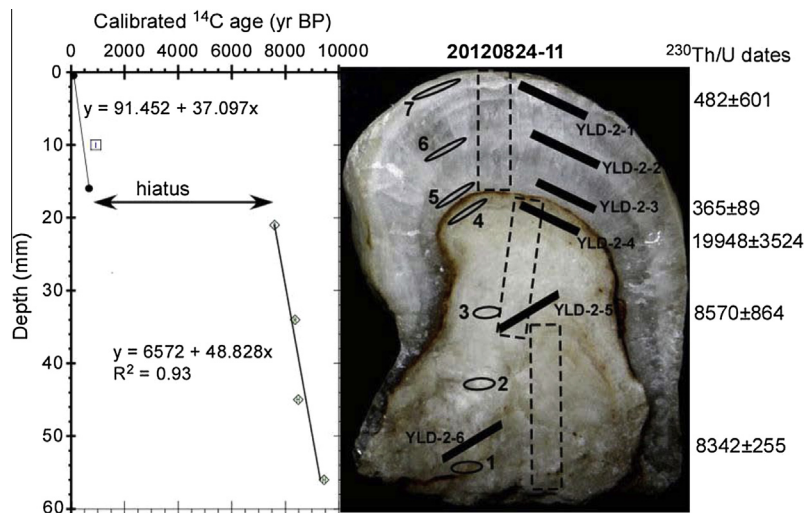 Calibrated ¹⁴C age (yr BP)
0 2000 4000 6000 8000 10000
20120824-11
²³⁰Th/U dates
Depth (mm)
0
10
20
30
40
50
60
y = 91.452 + 37.097x
hiatus
y = 6572 + 48.828x
R² = 0.93
7
6
5
4
3
2
1
YLD-2-1
YLD-2-2
YLD-2-3
YLD-2-4
YLD-2-5
YLD-2-6
482±601
365±89
19948±3524
8570±864
8342±255